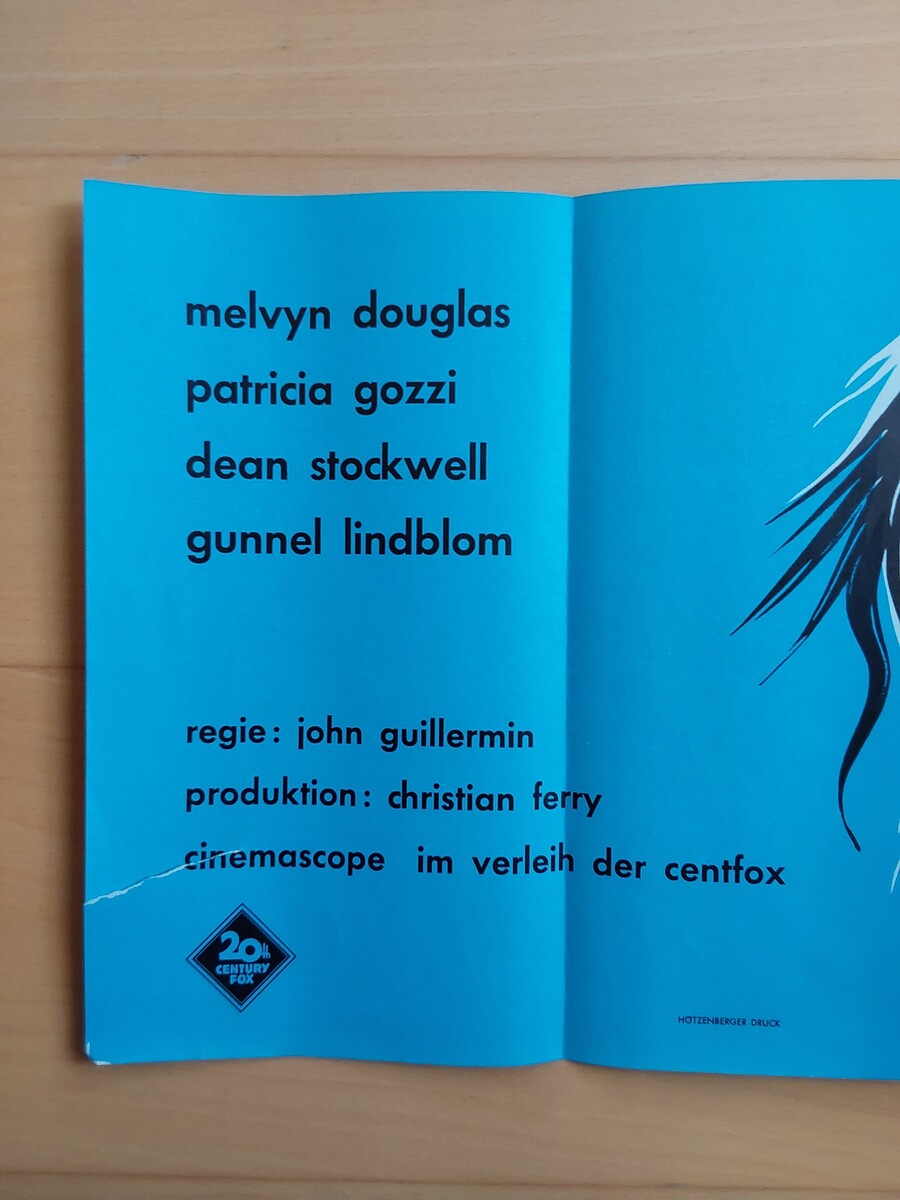 melvyn douglas
patricia gozzi
dean stockwell
gunnel lindblom
regie: john guillermin
produktion: christian ferry
cinemascope im verleih der centfox
20th
CENTURY
FOX
HOTZENBERGER DRUCK